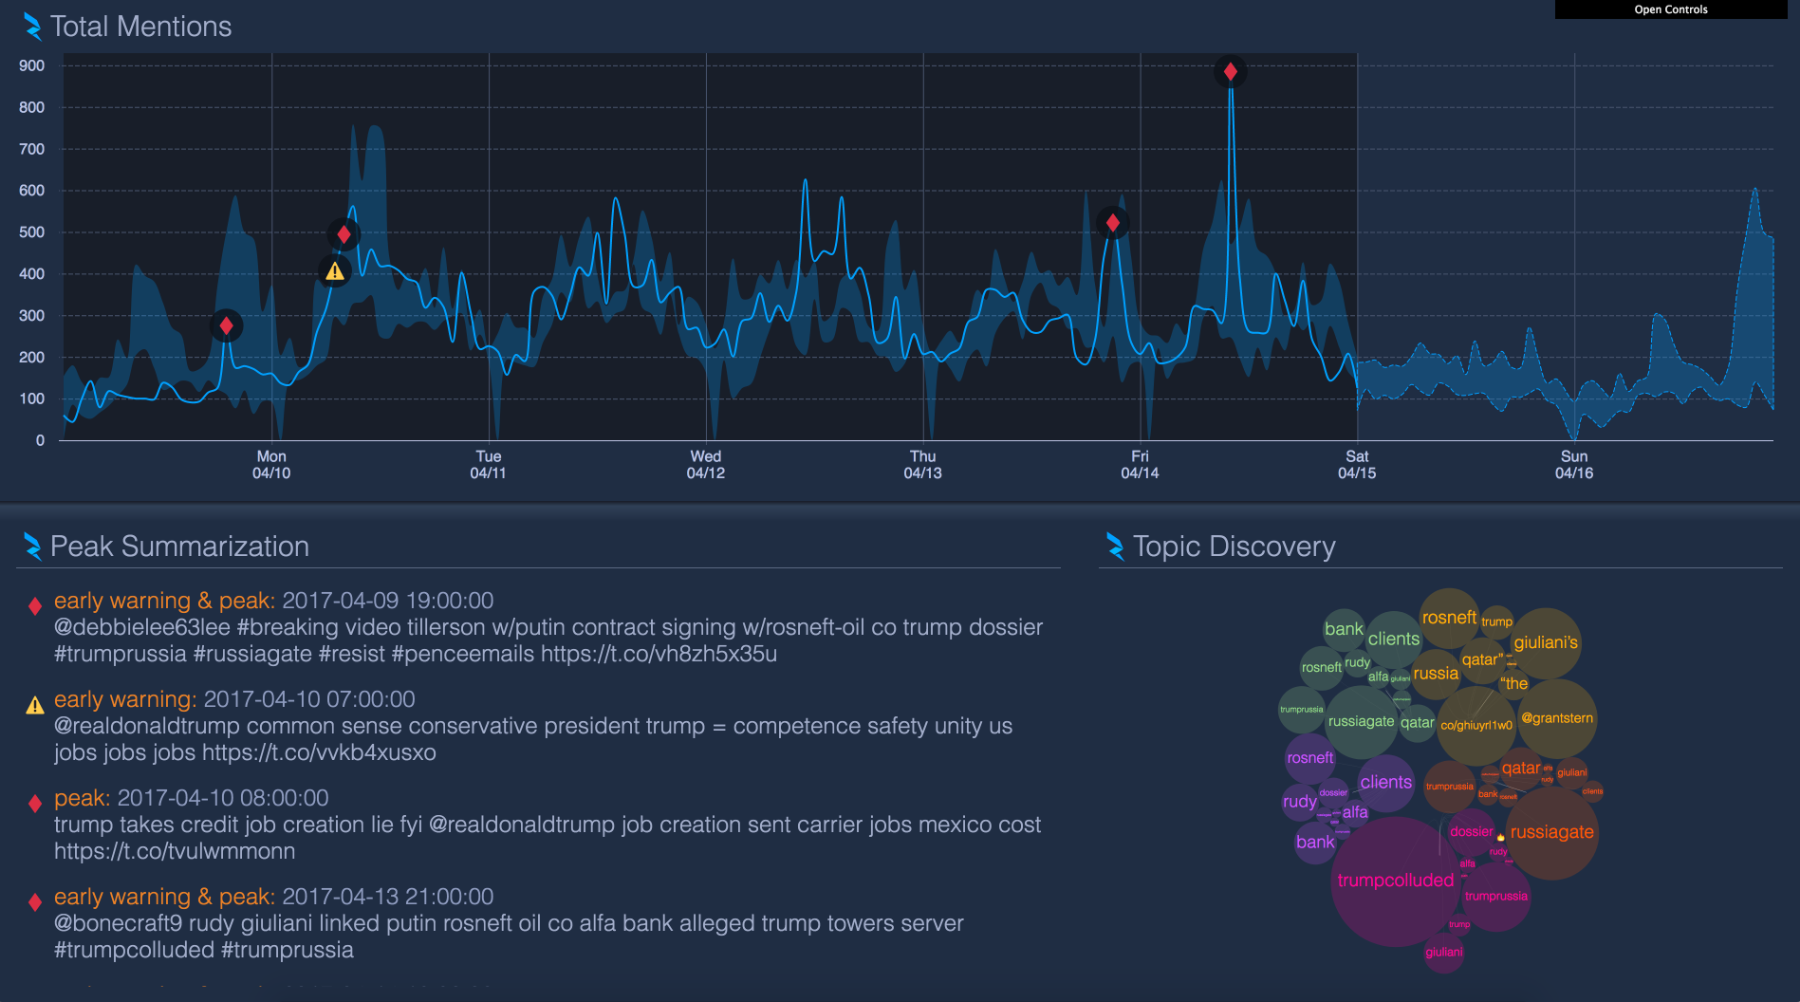 Total Mentions
Open Controls
900
800
700
600
500
400
300
200
100
0
Mon
04/10
Tue
04/11
Wed
04/12
Thu
04/13
Fri
04/14
Sat
04/15
Sun
04/16
Peak Summarization
early warning & peak: 2017-04-09 19:00:00
@debbielee63lee #breaking video tillerson w/putin contract signing w/rosneft-oil co trump dossier
#trumprussia #russiagate #resist #penceemails https://t.co/vh8zh5x35u
early warning: 2017-04-10 07:00:00
@realdonaldtrump common sense conservative president trump = competence safety unity us
jobs jobs jobs https://t.co/vvkb4xusxo
peak: 2017-04-10 08:00:00
trump takes credit job creation lie fyi @realdonaldtrump job creation sent carrier jobs mexico cost
https://t.co/tvulwmmonn
early warning & peak: 2017-04-13 21:00:00
@bonecraft9 rudy giuliani linked putin rosneft oil co alfa bank alleged trump towers server
#trumpcolluded #trumprussia
Topic Discovery
bank
clients
rosneft
rudy
alfa
giuliani
trumprussia
russiagate
qatar
rosneft
trump
giuliani's
qatar"
russia
"the
co/ghiuyrl1w0
@grantstern
rosneft
clients
dossier
rudy
alfa
bank
trumprussia
qatar
giuliani
rudy
bank
clients
russiagate
dossier
rudy
alfa
trumpcolluded
trumprussia
trump
giuliani